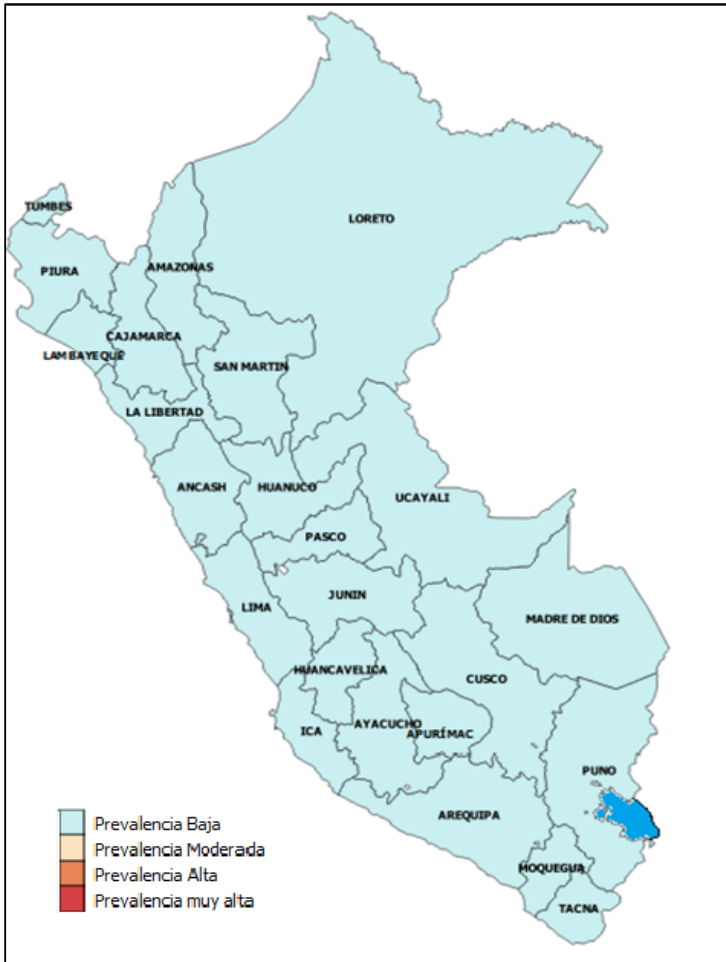 LORETO
TUMBES
PIURA
AMAZONAS
CAJAMARCA
LAMBAYEQUE
SAN MARTIN
LA LIBERTAD
ANCASH
HUANUCO
UCAYALI
PASCO
JUNIN
LIMA
MADRE DE DIOS
HUANCAVELICA
CUSCO
ICA
AYACUCHO
APURÍMAC
PUNO
AREQUIPA
MOQUEGUA
TACNA
Prevalencia Baja
Prevalencia Moderada
Prevalencia Alta
Prevalencia muy alta